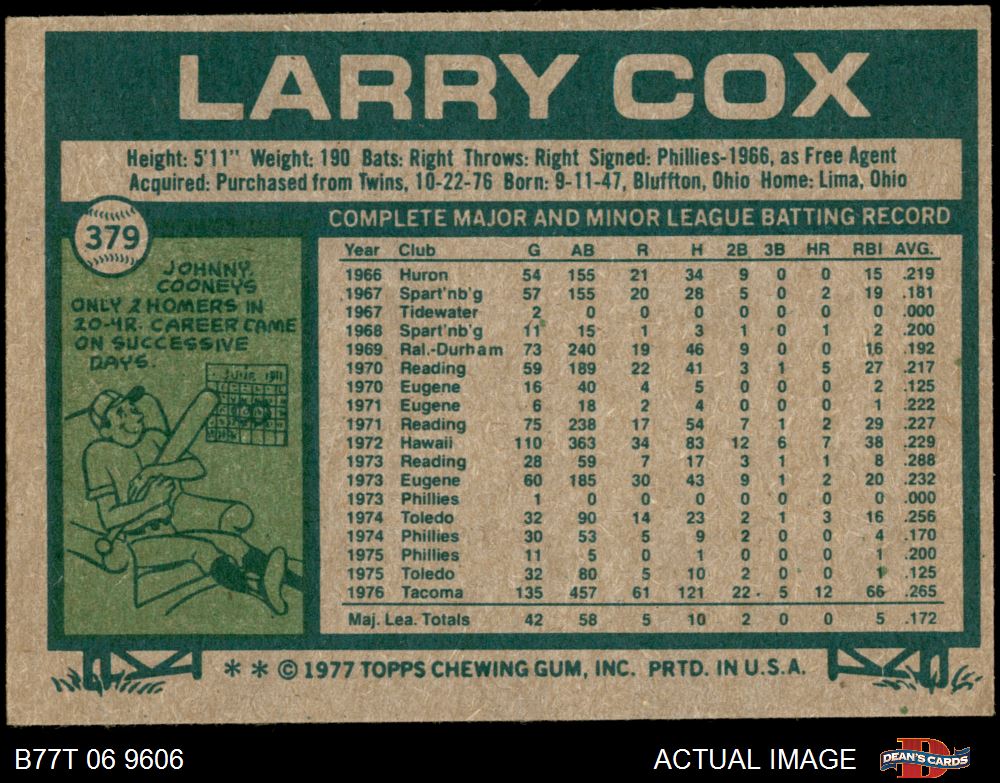 LARRY COX
Height: 5'11" Weight: 190 Bats: Right Throws: Right Signed: Phillies-1966, as Free Agent
Acquired: Purchased from Twins, 10-22-76 Born: 9-11-47, Bluffton, Ohio Home: Lima, Ohio
379
JOHNNY
COONEY'S
ONLY 2 HOMERS IN
20-YR. CAREER CAME
ON SUCCESSIVE
DAYS.
COMPLETE MAJOR AND MINOR LEAGUE BATTING RECORD
Year Club G AB R H 2B 3B HR RBI AVG.
1966 Huron 54 155 21 34 9 0 0 15 .219
1967 Spart'nb'g 57 155 20 28 5 0 2 19 .181
1967 Tidewater 2 0 0 0 0 0 0 0 .000
1968 Spart'nb'g 11 15 1 3 1 0 1 2 .200
1969 Ral.-Durham 73 240 19 46 9 0 0 16 .192
1970 Reading 59 189 22 41 3 1 5 27 .217
1970 Eugene 16 40 4 5 0 0 0 2 .125
1971 Eugene 6 18 2 4 0 0 0 1 .222
1971 Reading 75 238 17 54 7 1 2 29 .227
1972 Hawaii 110 363 34 83 12 6 7 38 .229
1973 Reading 28 59 7 17 3 1 1 8 .288
1973 Eugene 60 185 30 43 9 1 2 20 .232
1973 Phillies 1 0 0 0 0 0 0 0 .000
1974 Toledo 32 90 14 23 2 1 3 16 .256
1974 Phillies 30 53 5 9 2 0 0 4 .170
1975 Phillies 11 5 0 1 0 0 0 1 .200
1975 Toledo 32 80 5 10 2 0 0 1 .125
1976 Tacoma 135 457 61 121 22 5 12 66 .265
Maj. Lea. Totals 42 58 5 10 2 0 0 5 .172
* * © 1977 TOPPS CHEWING GUM, INC. PRTD. IN U.S.A.
B77T 06 9606
ACTUAL IMAGE
DEAN'S CARDS